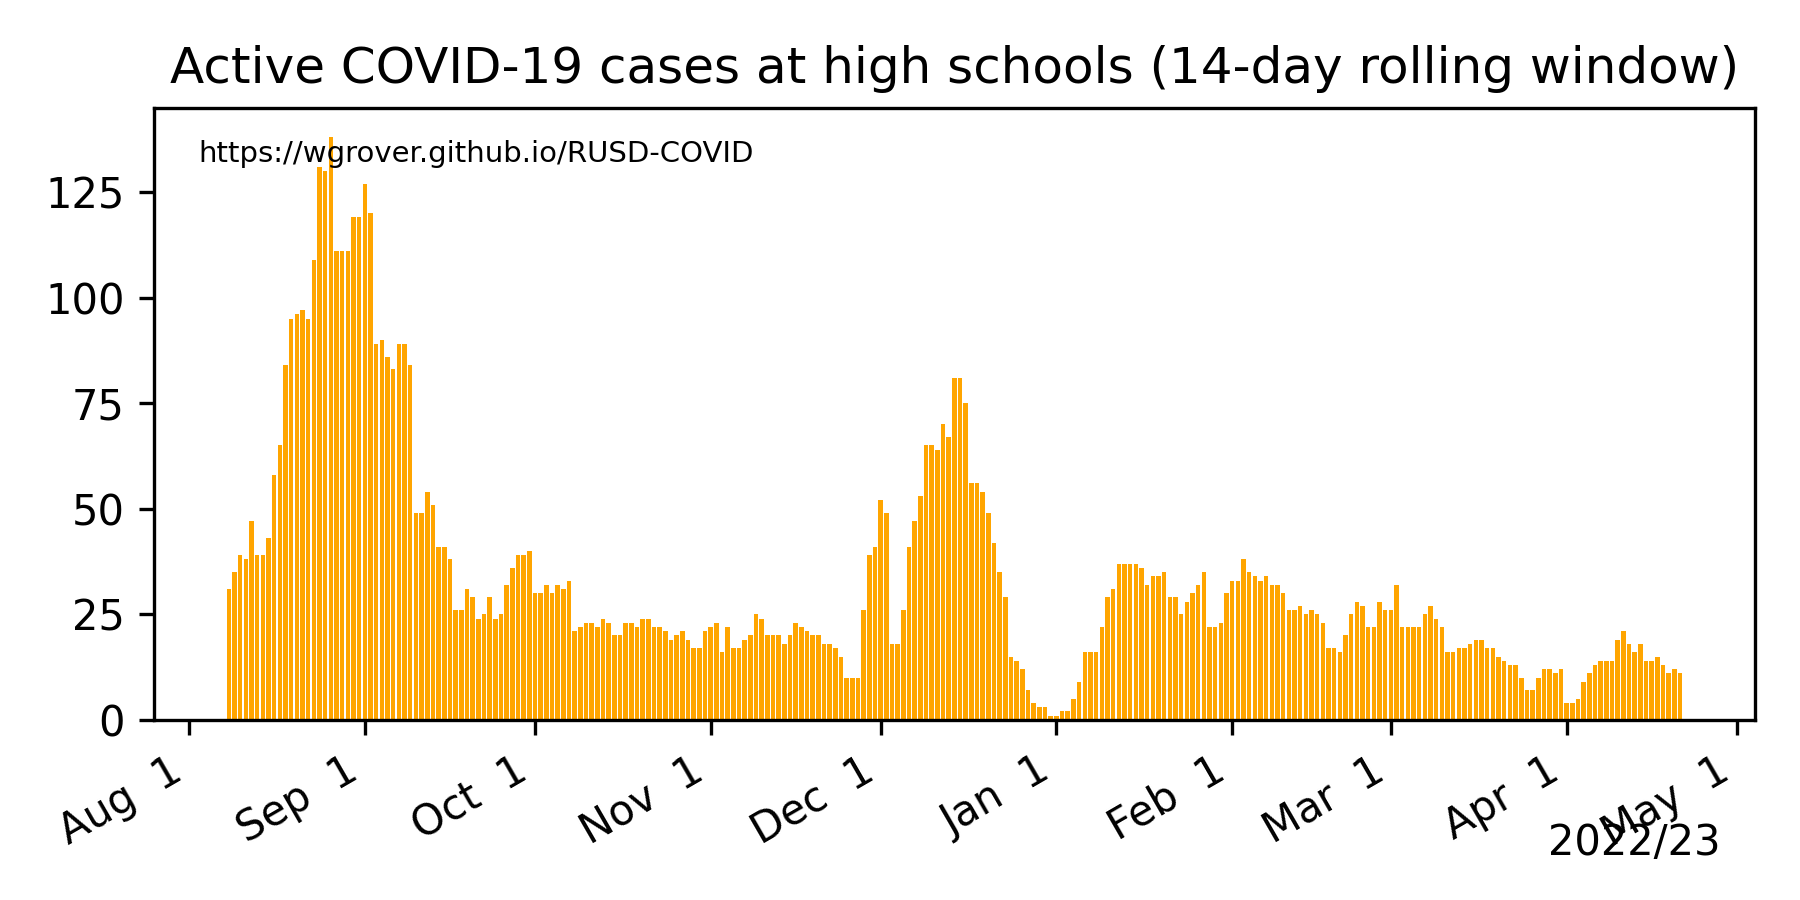 Active COVID-19 cases at high schools (14-day rolling window)
https://wgrover.github.io/RUSD-COVID
125
100
75
50
25
0
Aug 1
Sep 1
Oct 1
Nov 1
Dec 1
Jan 1
Feb 1
Mar 1
Apr 1
May 1
2022/23